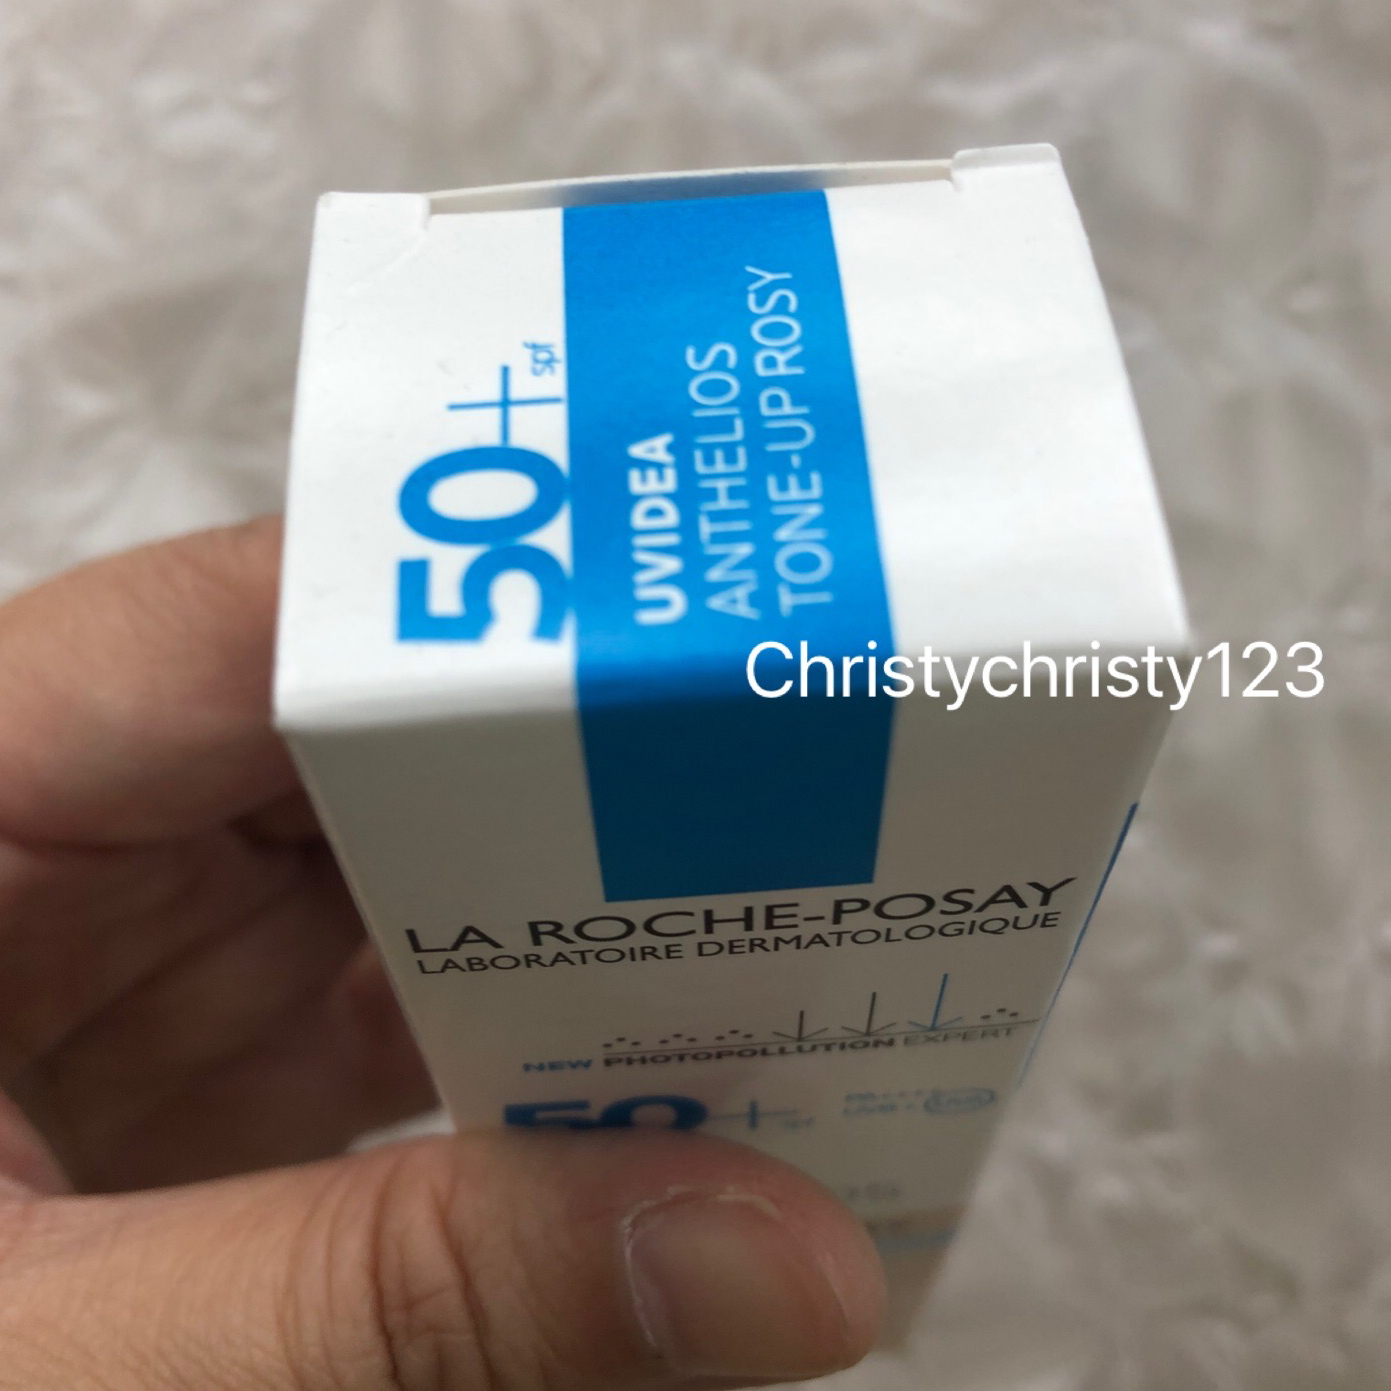 50+ spf
UVIDEA
ANTHELIOS
TONE-UP ROSY
Christychristy123
LA ROCHE-POSAY
LABORATOIRE DERMATOLOGIQUE
NEW PHOTOPOLLUTION EXPERT
50+